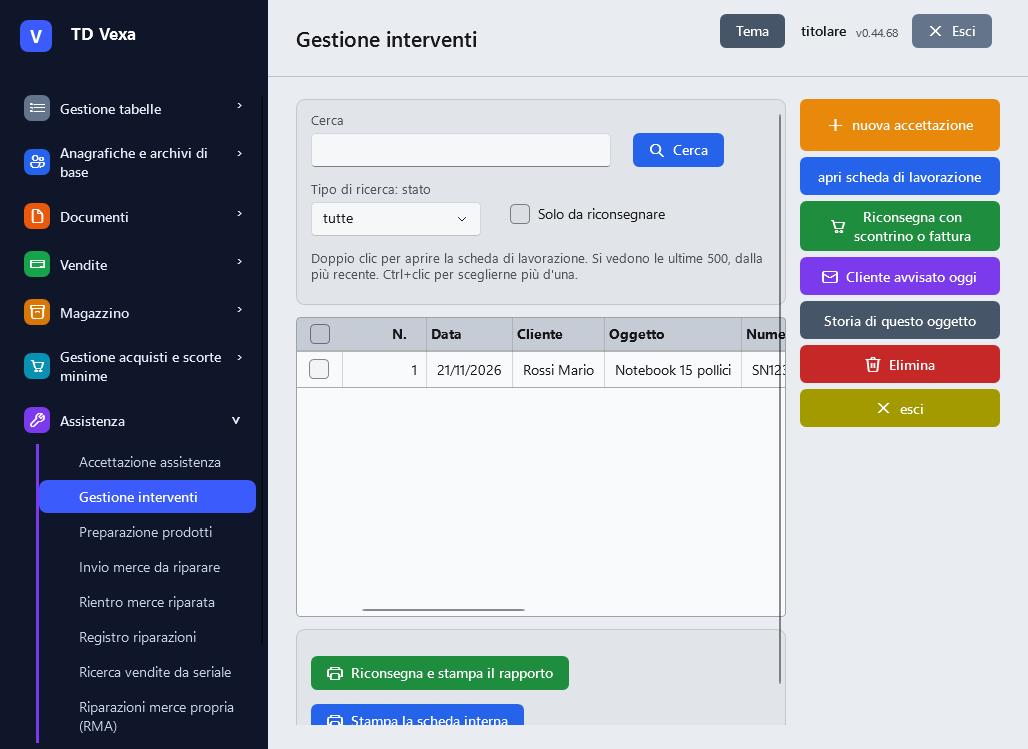 V
TD Vexa
Gestione tabelle
Anagrafiche e archivi di
base
Documenti
Vendite
Magazzino
Gestione acquisti e scorte
minime
Assistenza
Accettazione assistenza
Gestione interventi
Preparazione prodotti
Invio merce da riparare
Rientro merce riparata
Registro riparazioni
Ricerca vendite da seriale
Riparazioni merce propria
(RMA)
Gestione interventi
Tema titolare v0.44.68 Esci
Cerca
Cerca
Tipo di ricerca: stato
tutte Solo da riconsegnare
Doppio clic per aprire la scheda di lavorazione. Si vedono le ultime 500, dalla
più recente. Ctrl+clic per sceglierne più d'una.
N. Data Cliente Oggetto Nume
1 21/11/2026 Rossi Mario Notebook 15 pollici SN123
Riconsegna e stampa il rapporto
Stampa la scheda interna
nuova accettazione
apri scheda di lavorazione
Riconsegna con
scontrino o fattura
Cliente avvisato oggi
Storia di questo oggetto
Elimina
esci